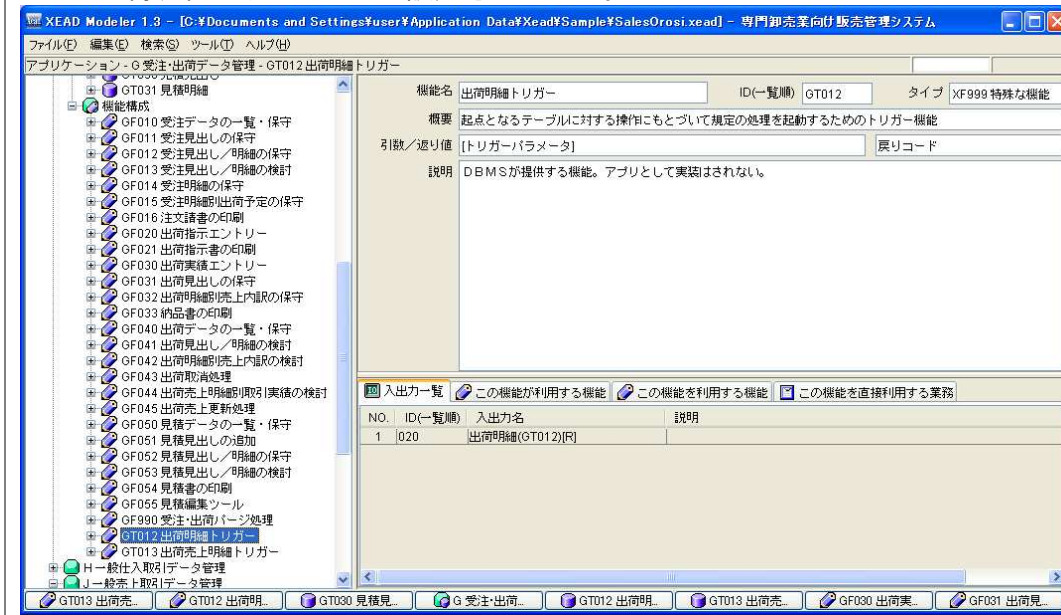 XEAD Modeler 1.3 - [C:¥Documents and Settings¥user¥Application Data¥Xead¥Sample¥SalesOrosi.xead] - 専門卸売業向け販売管理システム
ファイル(F) 編集(E) 検索(S) ツール(T) ヘルプ(H)
アプリケーション - G 受注・出荷データ管理 - GT012 出荷明細トリガー
GT031 見積明細
機能構成
GF010 受注データの一覧・保守
GF011 受注見出しの保守
GF012 受注見出し／明細の保守
GF013 受注見出し／明細の検討
GF014 受注明細の保守
GF015 受注明細別出荷予定の保守
GF016 注文請書の印刷
GF020 出荷指示エントリー
GF021 出荷指示書の印刷
GF030 出荷実績エントリー
GF031 出荷見出しの保守
GF032 出荷明細別売上内訳の保守
GF033 納品書の印刷
GF040 出荷データの一覧・保守
GF041 出荷見出し／明細の検討
GF042 出荷明細別売上内訳の検討
GF043 出荷取消処理
GF044 出荷売上明細別取引実績の検討
GF045 出荷売上更新処理
GF050 見積データの一覧・保守
GF051 見積見出しの追加
GF052 見積見出し／明細の保守
GF053 見積見出し／明細の検討
GF054 見積書の印刷
GF055 見積編集ツール
GF990 受注・出荷パージ処理
GT012 出荷明細トリガー
GT013 出荷売上明細トリガー
H 一般仕入取引データ管理
J 一般売上取引データ管理
機能名 出荷明細トリガー ID(一覧順) GT012 タイプ XF999 特殊な機能
概要 起点となるテーブルに対する操作にもとづいて規定の処理を起動するためのトリガー機能
引数／返り値 [トリガーパラメータ] 戻りコード
説明 ＤＢＭＳが提供する機能。アプリとして実装はされない。
入出力一覧 この機能が利用する機能 この機能を利用する機能 この機能を直接利用する業務
NO. ID(一覧順) 入出力名 説明
1 020 出荷明細(GT012)[R]
GT013 出荷売... GT012 出荷明... GT030 見積見... G 受注・出荷... GT012 出荷明... GT013 出荷売... GF030 出荷実... GF031 出荷見...